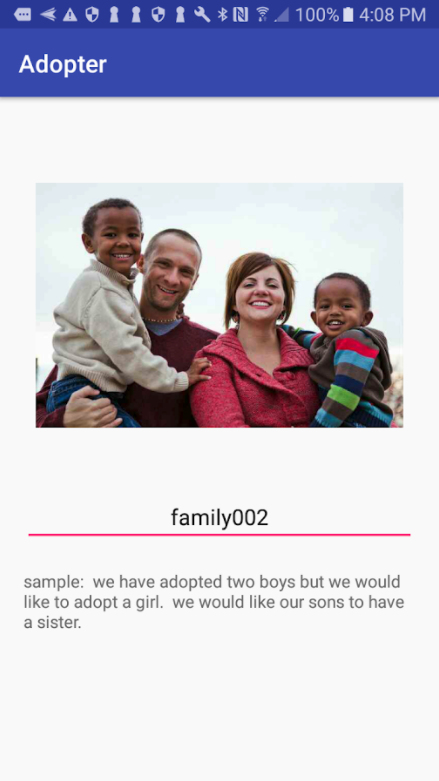 100% 4:08 PM
Adopter
family002
sample:  we have adopted two boys but we would
like to adopt a girl.  we would like our sons to have
a sister.